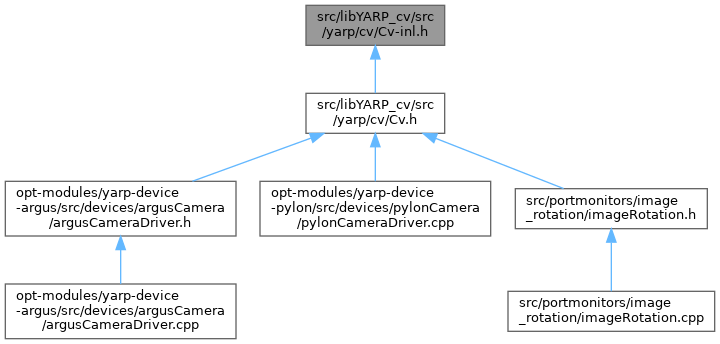 src/libYARP_cv/src
/yarp/cv/Cv-inl.h
src/libYARP_cv/src
/yarp/cv/Cv.h
opt-modules/yarp-device
-argus/src/devices/argusCamera
/argusCameraDriver.h
opt-modules/yarp-device
-pylon/src/devices/pylonCamera
/pylonCameraDriver.cpp
src/portmonitors/image
_rotation/imageRotation.h
opt-modules/yarp-device
-argus/src/devices/argusCamera
/argusCameraDriver.cpp
src/portmonitors/image
_rotation/imageRotation.cpp